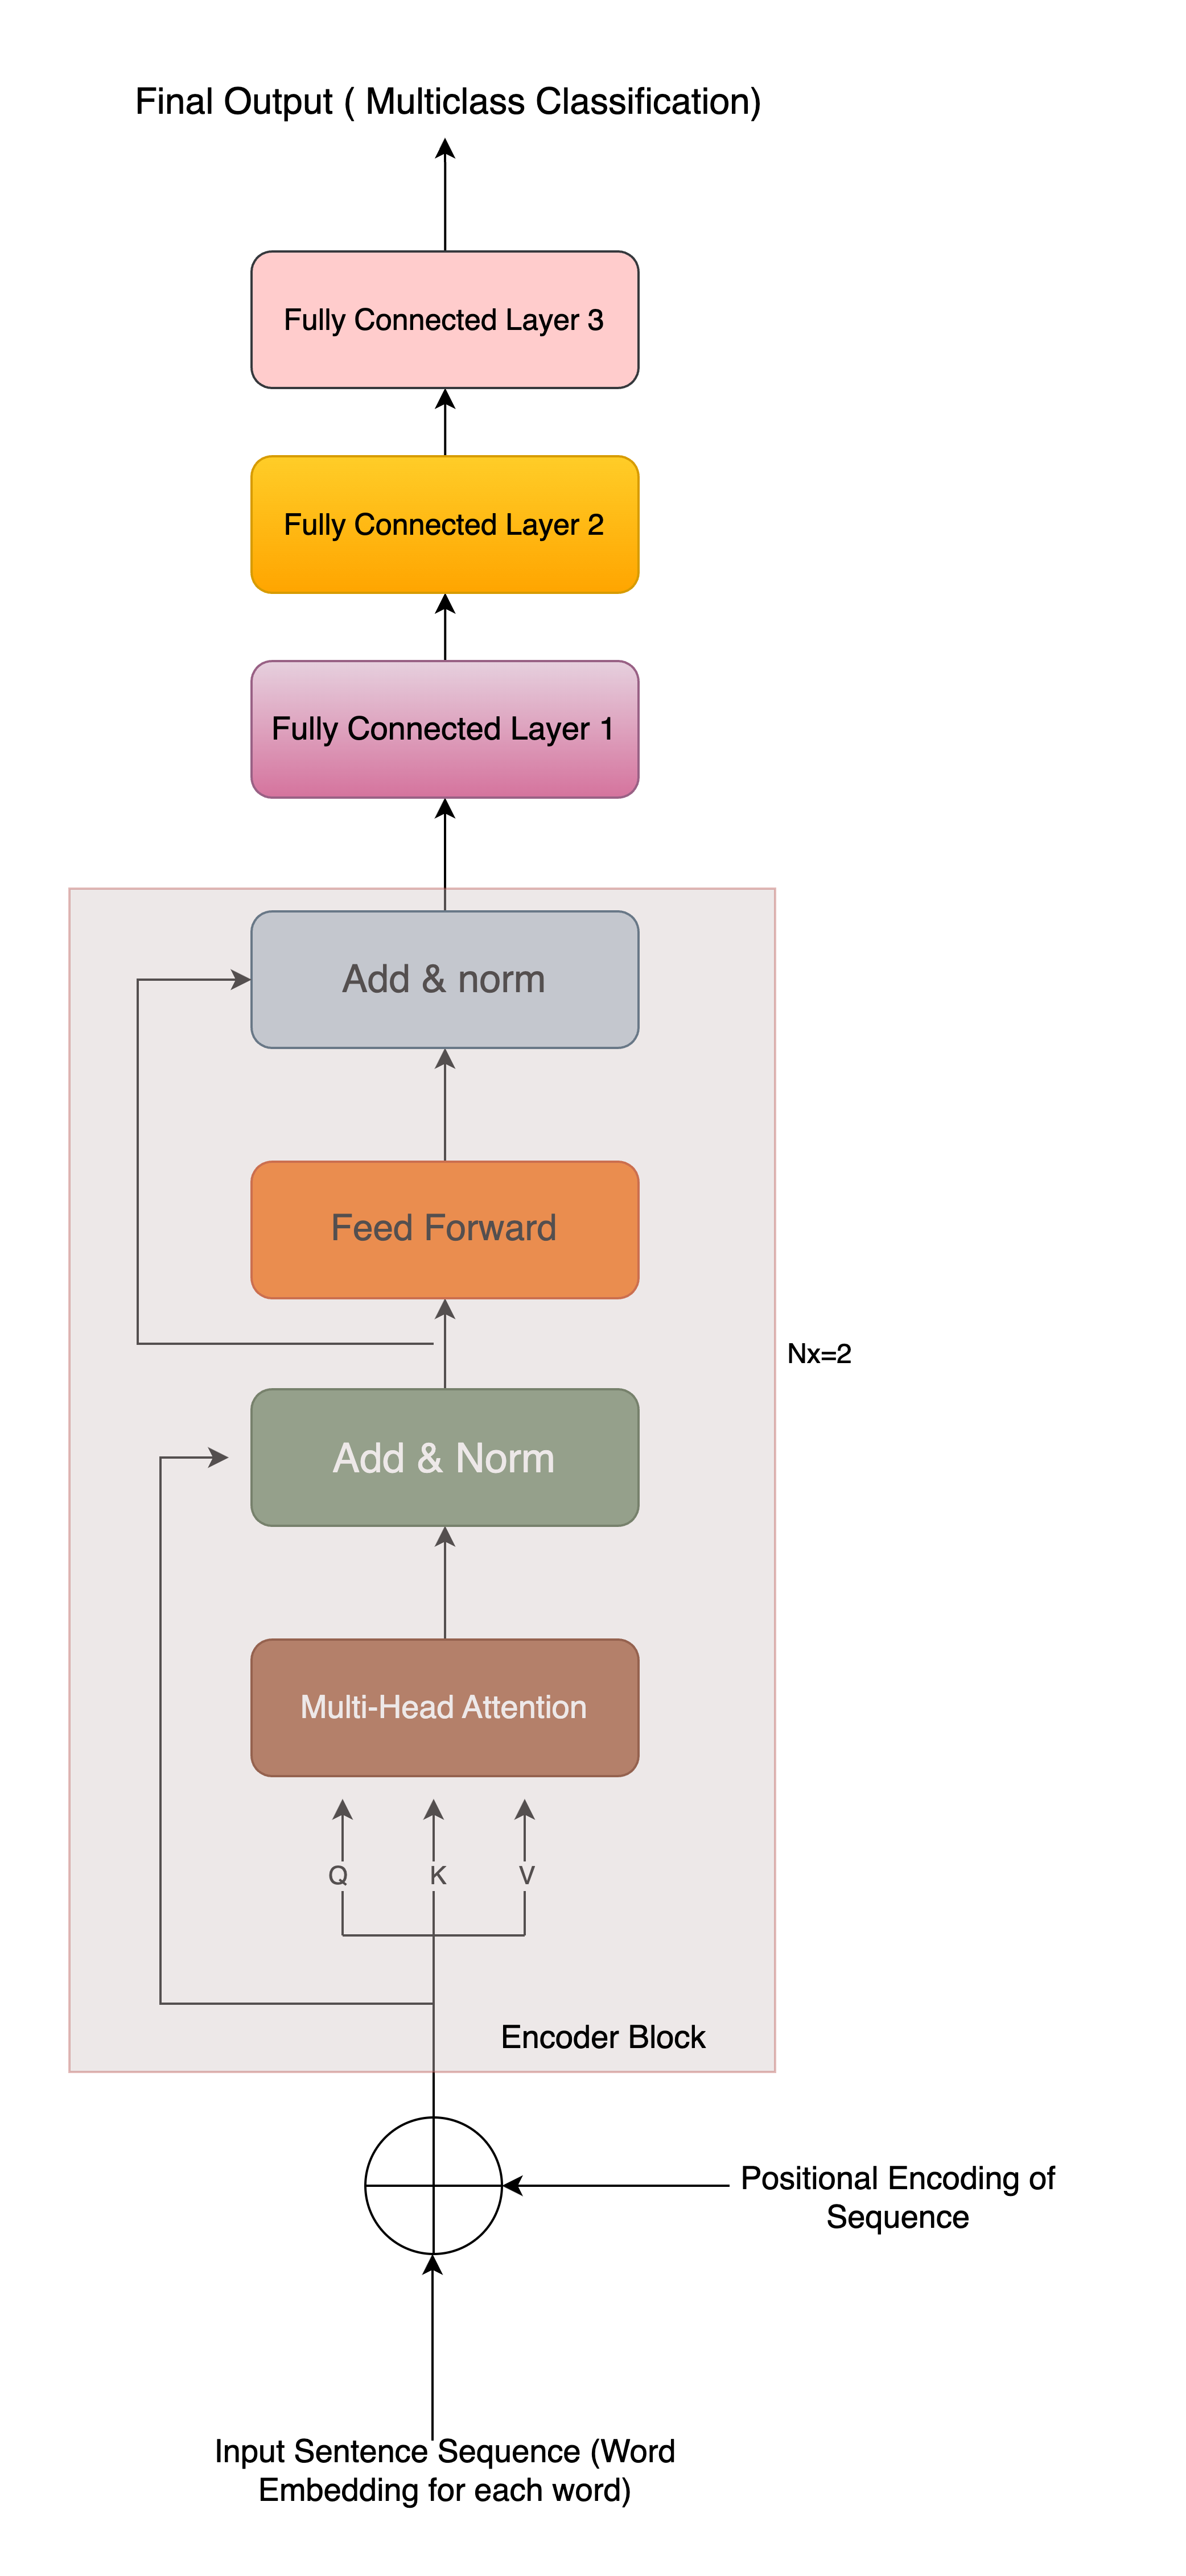 Final Output ( Multiclass Classification)
Fully Connected Layer 3
Fully Connected Layer 2
Fully Connected Layer 1
Add & norm
Feed Forward
Nx=2
Add & Norm
Multi-Head Attention
Q K V
Encoder Block
Positional Encoding of
Sequence
Input Sentence Sequence (Word
Embedding for each word)